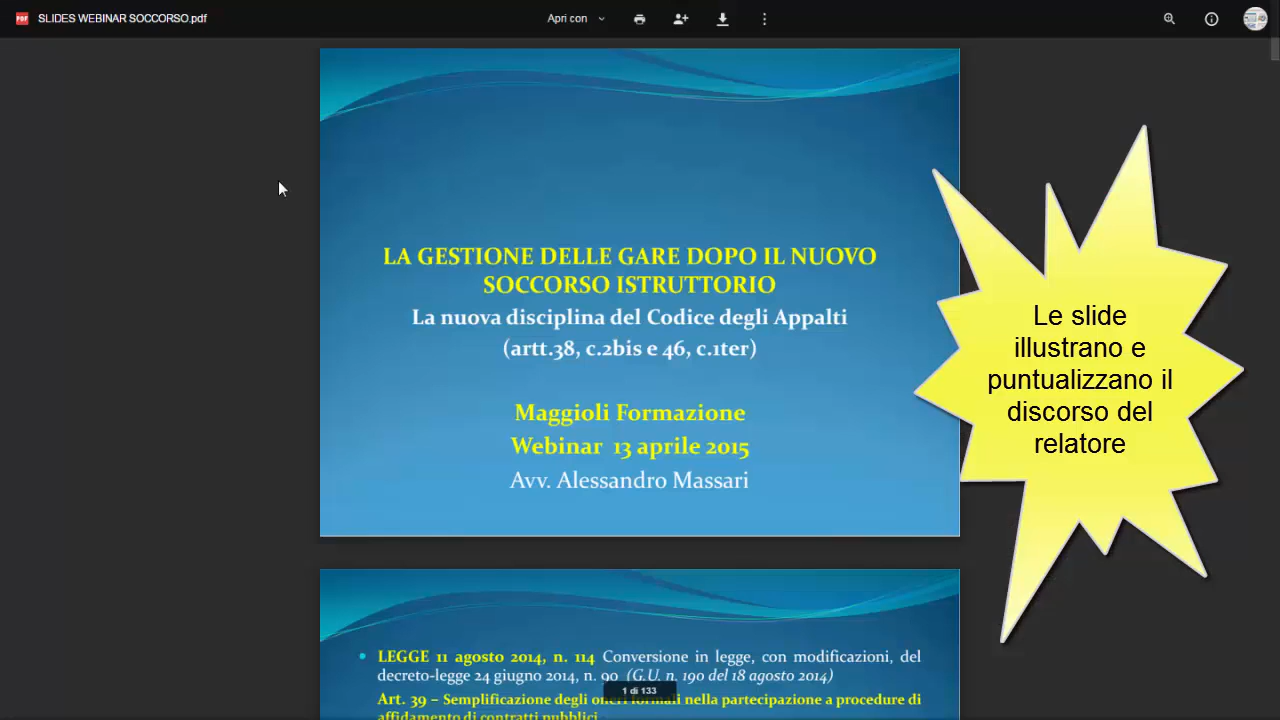 SLIDES WEBINAR SOCCORSO.pdf
Apri con
LA GESTIONE DELLE GARE DOPO IL NUOVO
SOCCORSO ISTRUTTORIO
La nuova disciplina del Codice degli Appalti
(artt.38, c.2bis e 46, c.1ter)
Maggioli Formazione
Webinar 13 aprile 2015
Avv. Alessandro Massari
Le slide
illustrano e
puntualizzano il
discorso del
relatore
LEGGE 11 agosto 2014, n. 114 Conversione in legge, con modificazioni, del
decreto-legge 24 giugno 2014, n. 90 (G.U. n. 190 del 18 agosto 2014)
1 di 133
Art. 39 – Semplificazione degli oneri formali nella partecipazione a procedure di
affidamento di contratti pubblici